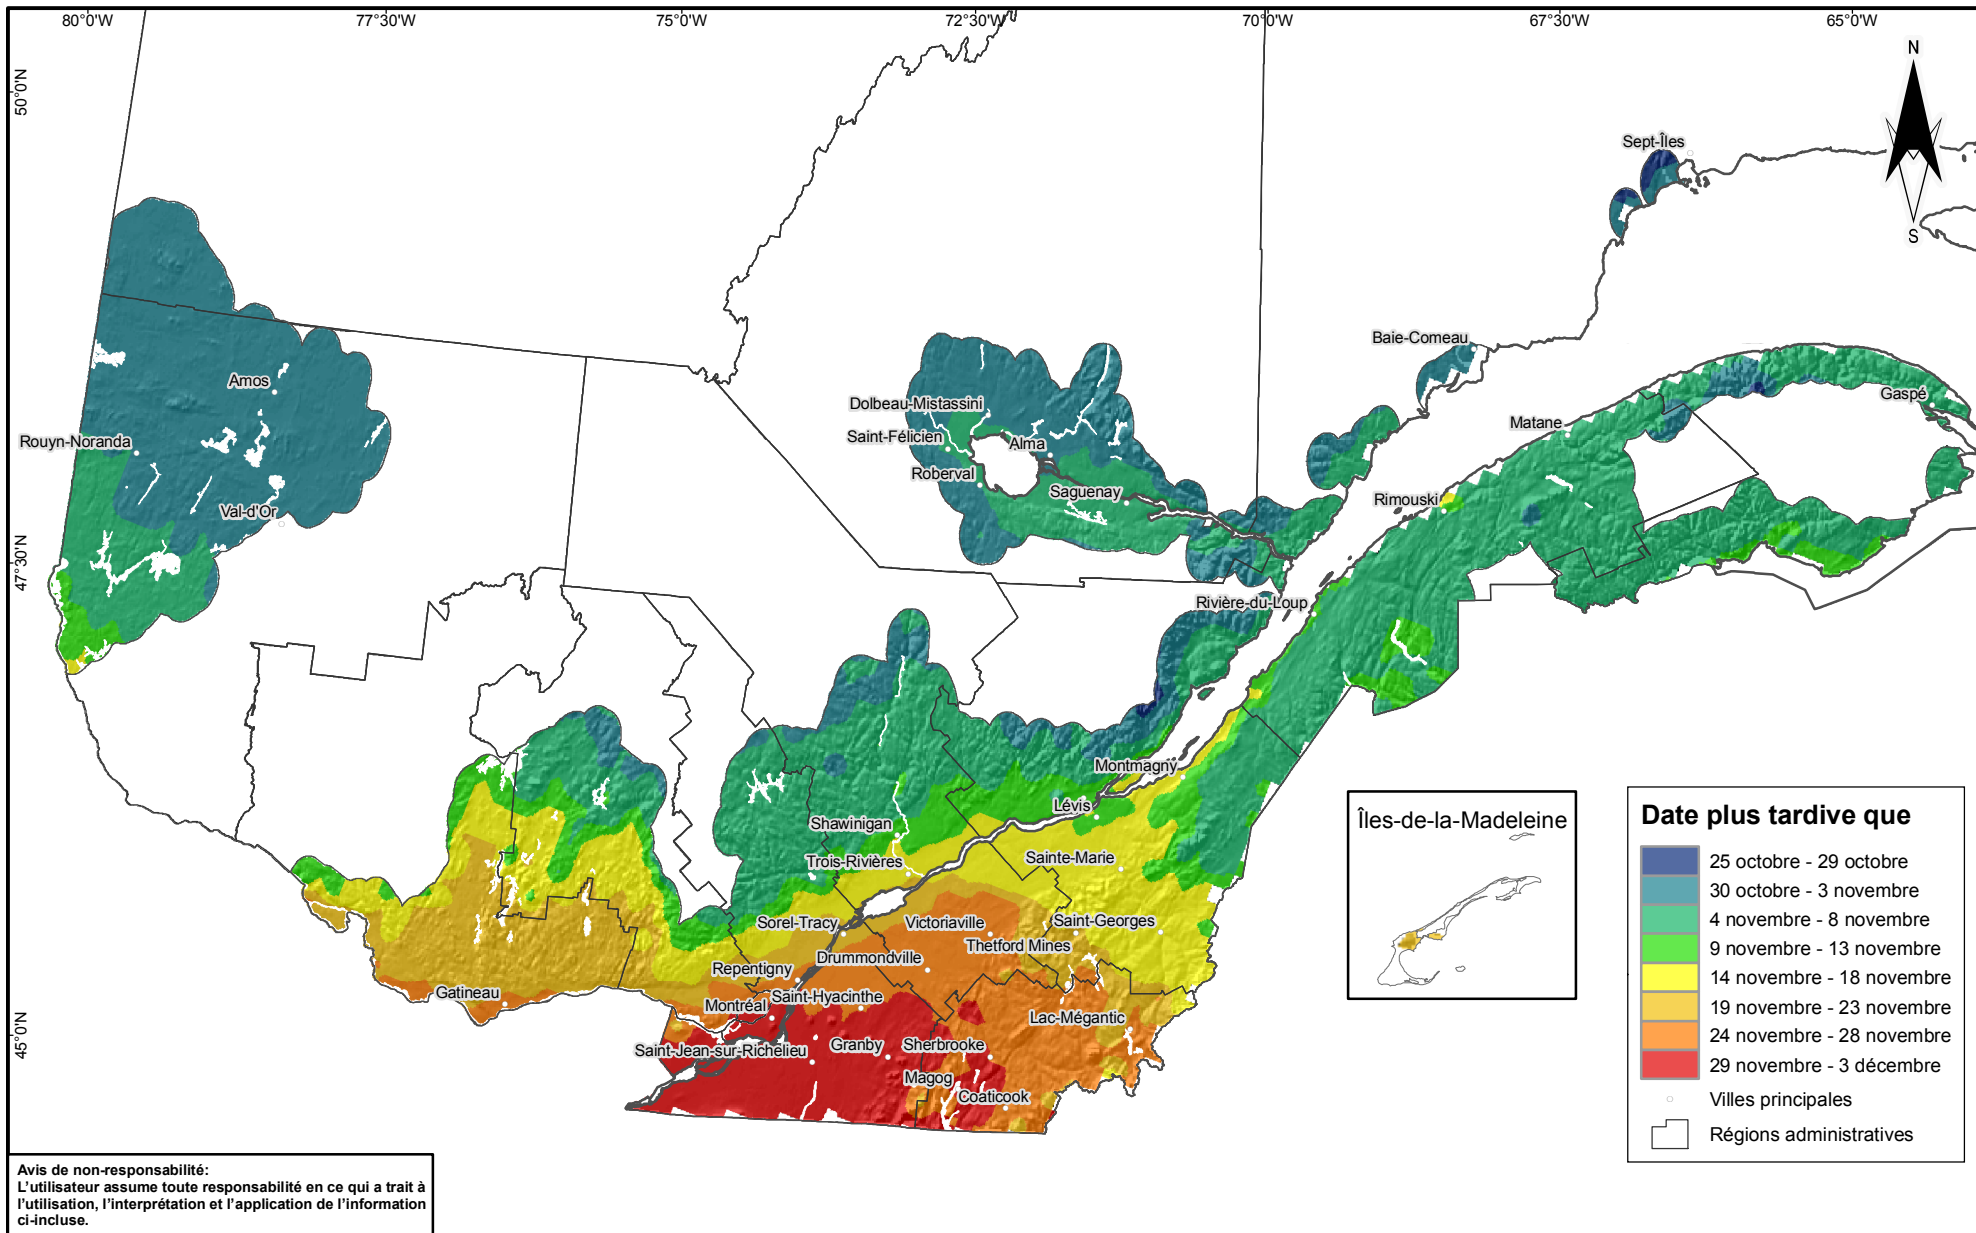 80°0'W
77°30'W
75°0'W
72°30'W
70°0'W
67°30'W
65°0'W
50°0'N
47°30'N
45°0'N
N
S
Sept-Îles
Baie-Comeau
Amos
Rouyn-Noranda
Val-d'Or
Dolbeau-Mistassini
Saint-Félicien
Alma
Roberval
Saguenay
Gaspé
Matane
Rimouski
Rivière-du-Loup
Montmagny
Lévis
Shawinigan
Trois-Rivières
Sainte-Marie
Sorel-Tracy
Victoriaville
Saint-Georges
Thetford Mines
Drummondville
Repentigny
Gatineau
Montréal
Saint-Hyacinthe
Lac-Mégantic
Saint-Jean-sur-Richelieu
Granby
Sherbrooke
Magog
Coaticook
Îles-de-la-Madeleine
Date plus tardive que
25 octobre - 29 octobre
30 octobre - 3 novembre
4 novembre - 8 novembre
9 novembre - 13 novembre
14 novembre - 18 novembre
19 novembre - 23 novembre
24 novembre - 28 novembre
29 novembre - 3 décembre
Villes principales
Régions administratives
Avis de non-responsabilité:
L'utilisateur assume toute responsabilité en ce qui a trait à
l'utilisation, l'interprétation et l'application de l'information
ci-incluse.